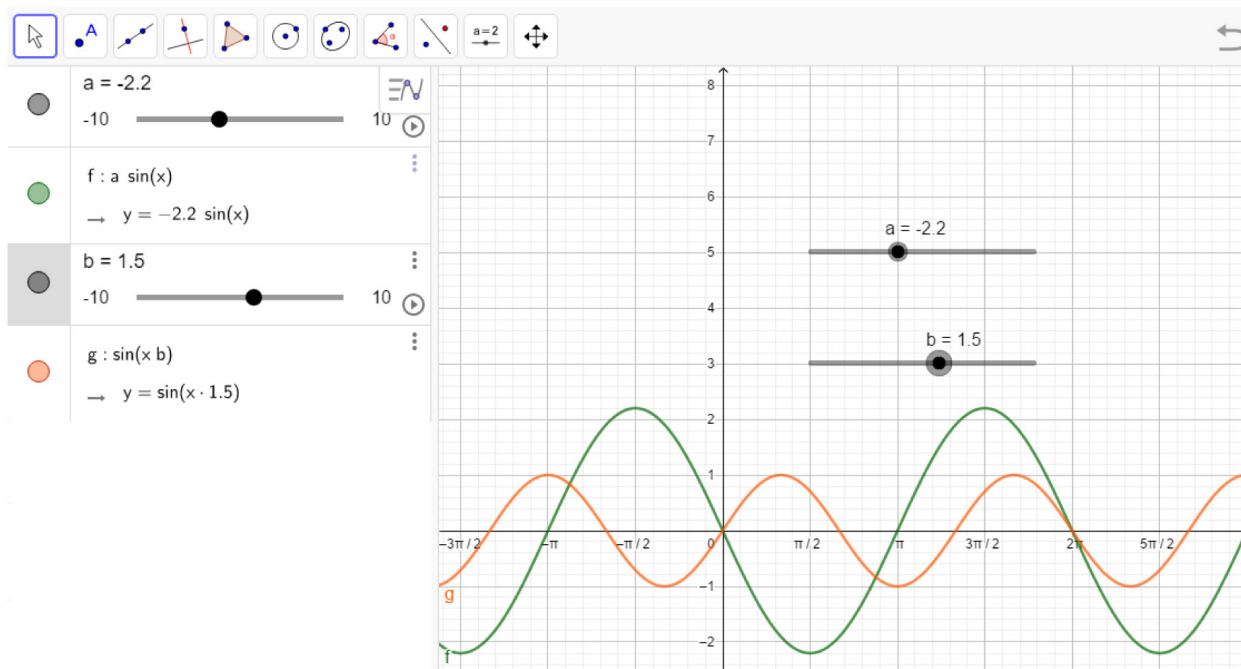 A
α
a=2
a = -2.2
-10
10
f : a sin(x)
→ y = −2.2 sin(x)
b = 1.5
-10
10
g : sin(x b)
→ y = sin(x · 1.5)
8
7
6
a = -2.2
5
4
b = 1.5
3
2
1
−3π / 2
−π
−π / 2
0
π / 2
π
3π / 2
2π
5π / 2
−1
g
−2
f